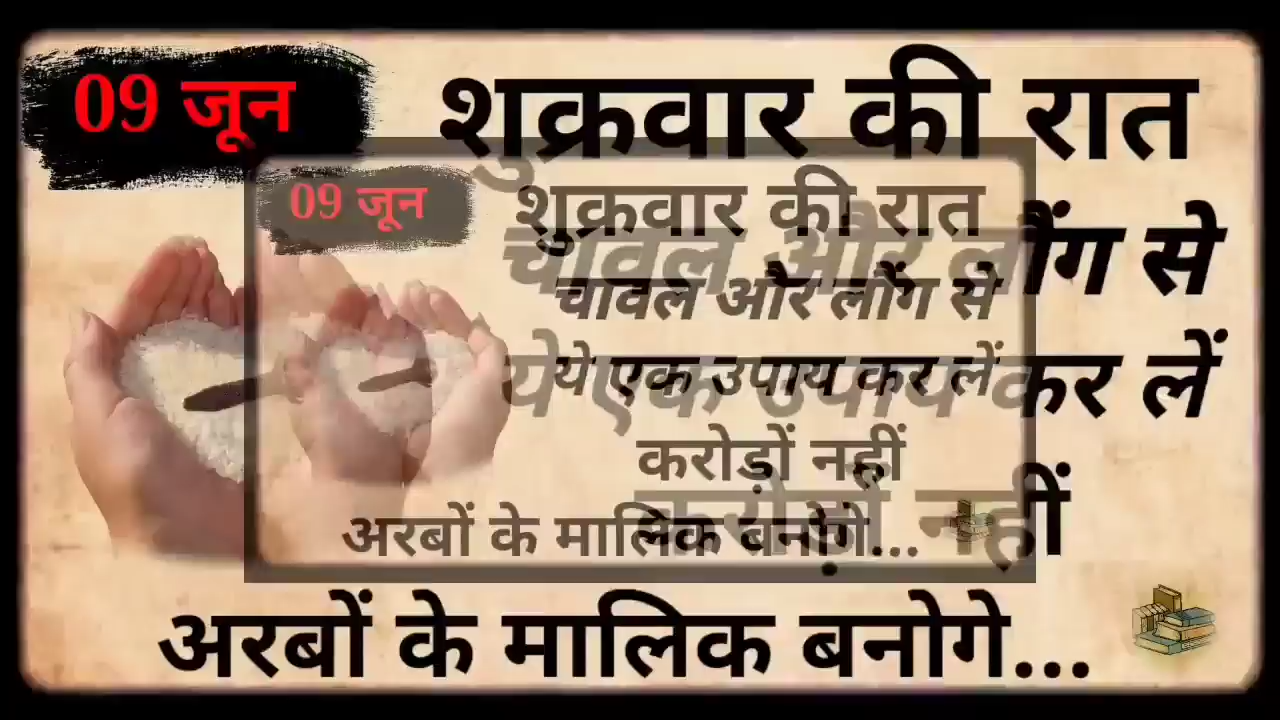 09 जून
शुक्रवार की रात
चावल और लौंग से
ये एक उपाय कर लें
करोड़ों नहीं
अरबों के मालिक बनोगे...
09 जून
शुक्रवार की रात
चावल और लौंग से
ये एक उपाय कर लें
करोड़ों नहीं
अरबों के मालिक बनोगे...